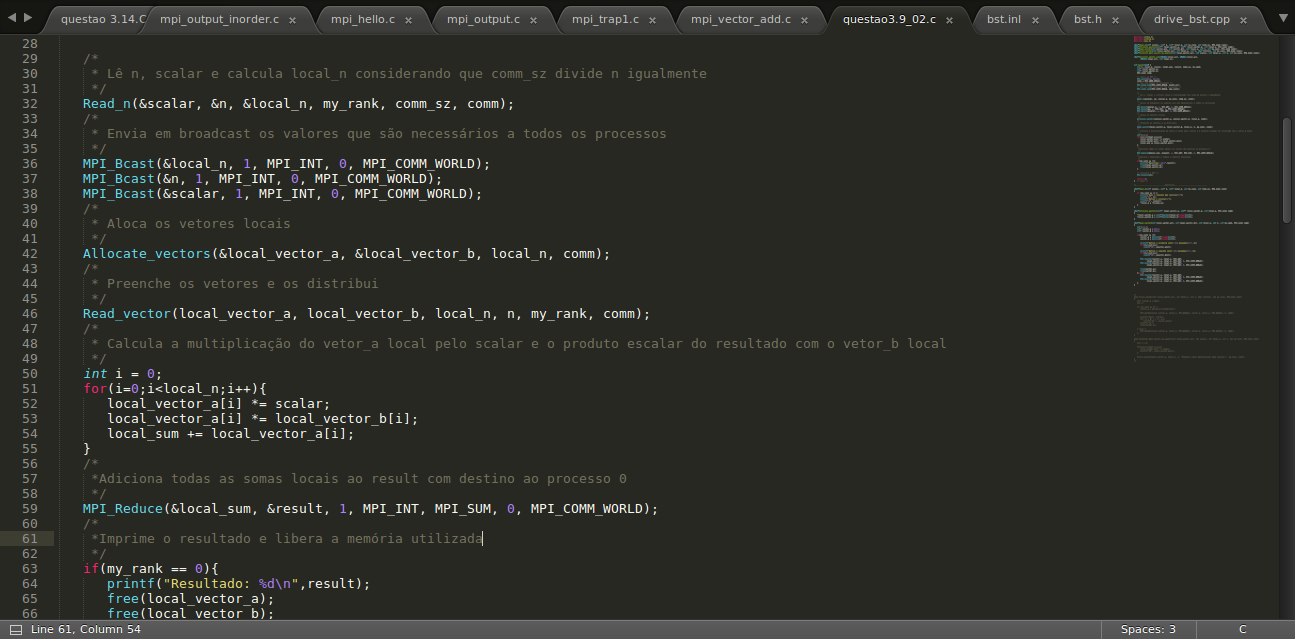 questao 3.14.C
mpi_output_inorder.c ×
mpi_hello.c ×
mpi_output.c ×
mpi_trap1.c ×
mpi_vector_add.c ×
questao3.9_02.c ×
bst.inl ×
bst.h ×
drive_bst.cpp ×
28
29 /*
30 * Lê n, scalar e calcula local_n considerando que comm_sz divide n igualmente
31 */
32 Read_n(&scalar, &n, &local_n, my_rank, comm_sz, comm);
33 /*
34 * Envia em broadcast os valores que são necessários a todos os processos
35 */
36 MPI_Bcast(&local_n, 1, MPI_INT, 0, MPI_COMM_WORLD);
37 MPI_Bcast(&n, 1, MPI_INT, 0, MPI_COMM_WORLD);
38 MPI_Bcast(&scalar, 1, MPI_INT, 0, MPI_COMM_WORLD);
39 /*
40 * Aloca os vetores locais
41 */
42 Allocate_vectors(&local_vector_a, &local_vector_b, local_n, comm);
43 /*
44 * Preenche os vetores e os distribui
45 */
46 Read_vector(local_vector_a, local_vector_b, local_n, n, my_rank, comm);
47 /*
48 * Calcula a multiplicação do vetor_a local pelo scalar e o produto escalar do resultado com o vetor_b local
49 */
50 int i = 0;
51 for(i=0;i<local_n;i++){
52 local_vector_a[i] *= scalar;
53 local_vector_a[i] *= local_vector_b[i];
54 local_sum += local_vector_a[i];
55 }
56 /*
57 *Adiciona todas as somas locais ao result com destino ao processo 0
58 */
59 MPI_Reduce(&local_sum, &result, 1, MPI_INT, MPI_SUM, 0, MPI_COMM_WORLD);
60 /*
61 *Imprime o resultado e libera a memória utilizada
62 */
63 if(my_rank == 0){
64 printf("Resultado: %d\n",result);
65 free(local_vector_a);
66 free(local_vector_b);
Line 61, Column 54
Spaces: 3
C